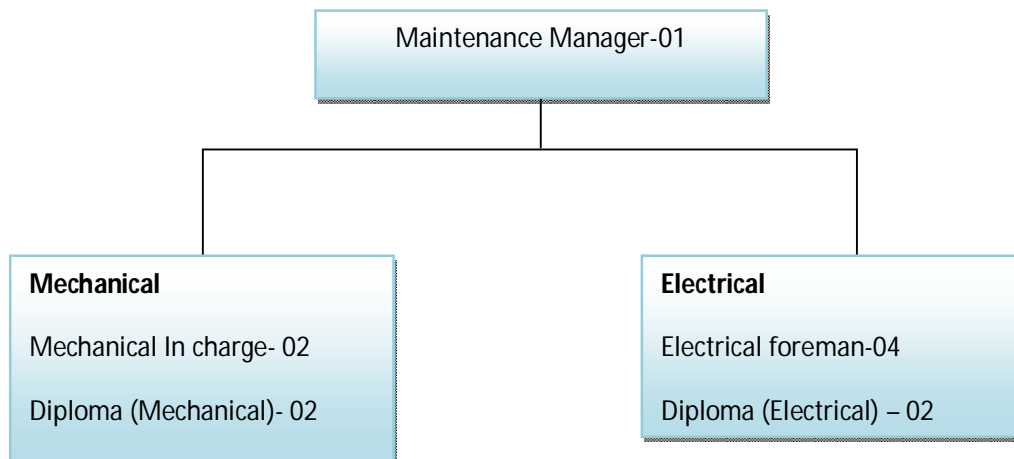 Maintenance Manager-01
Mechanical
Mechanical In charge- 02
Diploma (Mechanical)- 02
Electrical
Electrical foreman-04
Diploma (Electrical) – 02